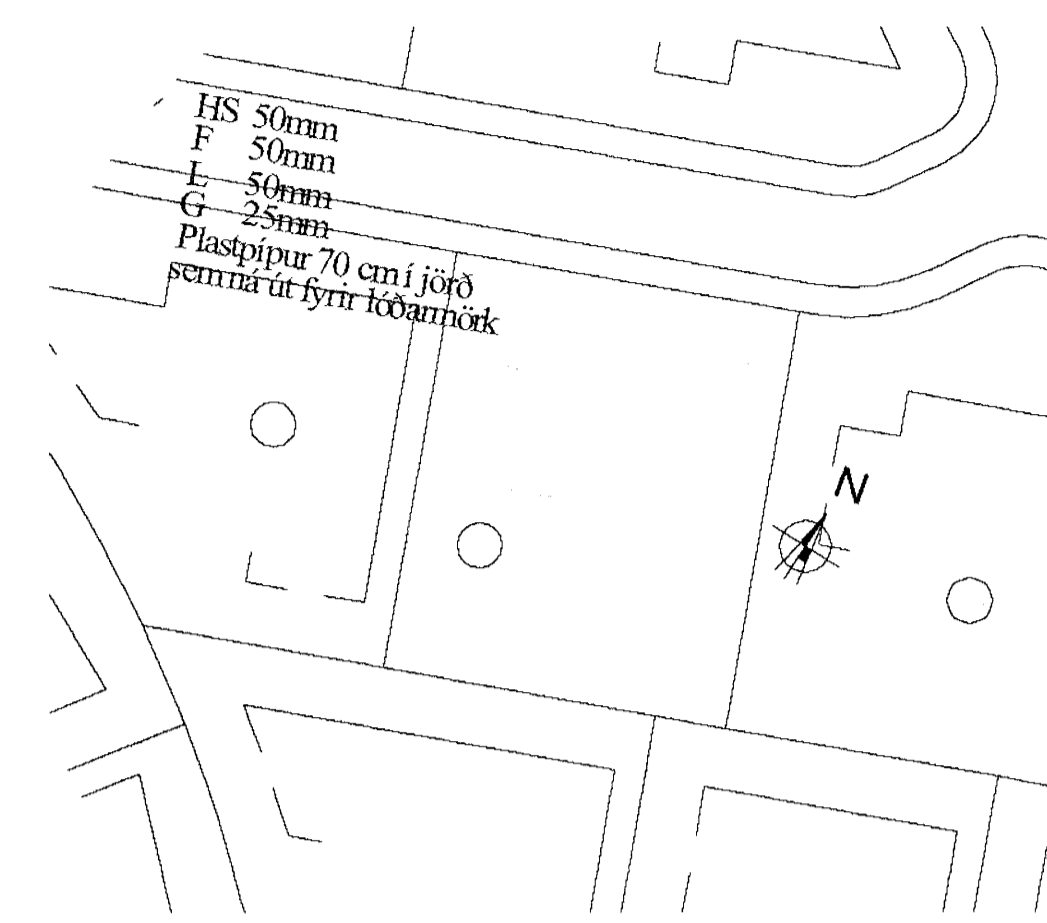 HS 50mm
F 50mm
L 50mm
G 25mm
Plastpípur 70 cm í jörð
sem ná út fyrir lóðarmörk
N